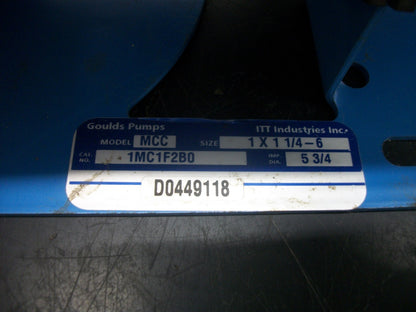 Goulds Pumps ITT Industries Inc.
MODEL MCC SIZE 1 X 1 1/4-6
CAT. NO. 1MC1F2B0 IMP. DIA. 5 3/4
D0449118